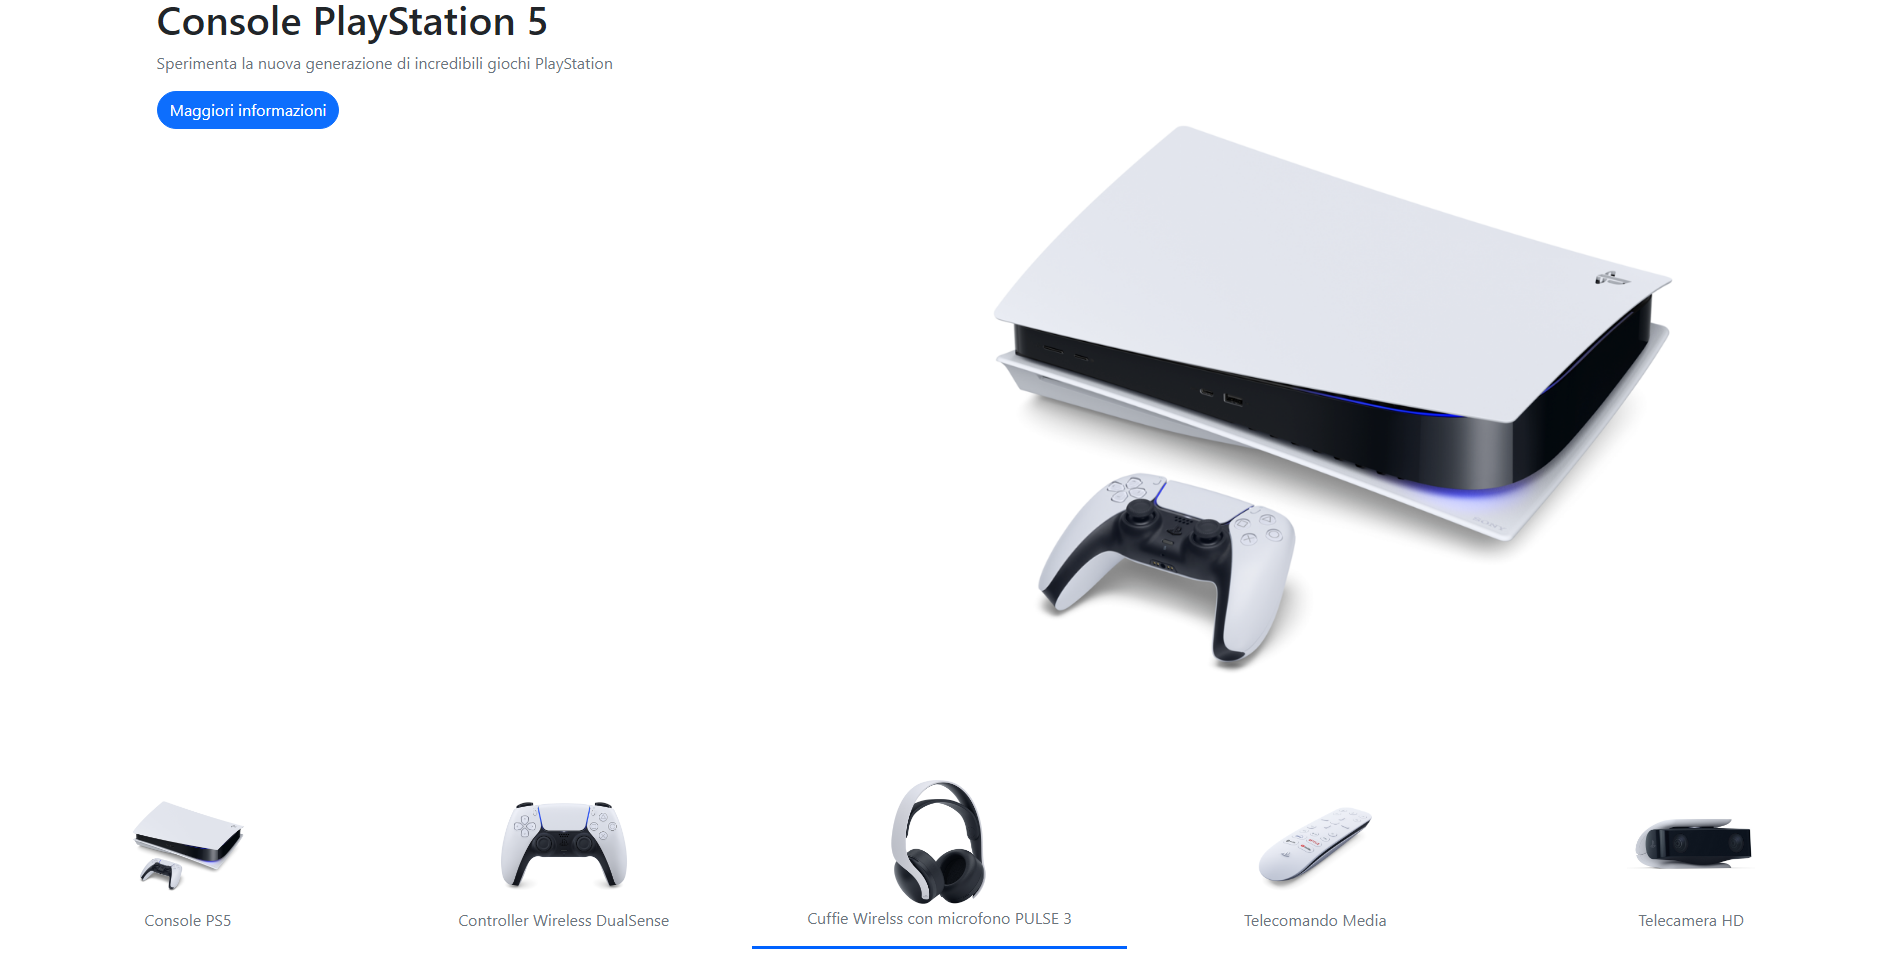 Console PlayStation 5
Sperimenta la nuova generazione di incredibili giochi PlayStation
Maggiori informazioni
SONY
Console PS5
Controller Wireless DualSense
Cuffie Wirelss con microfono PULSE 3
Telecomando Media
Telecamera HD